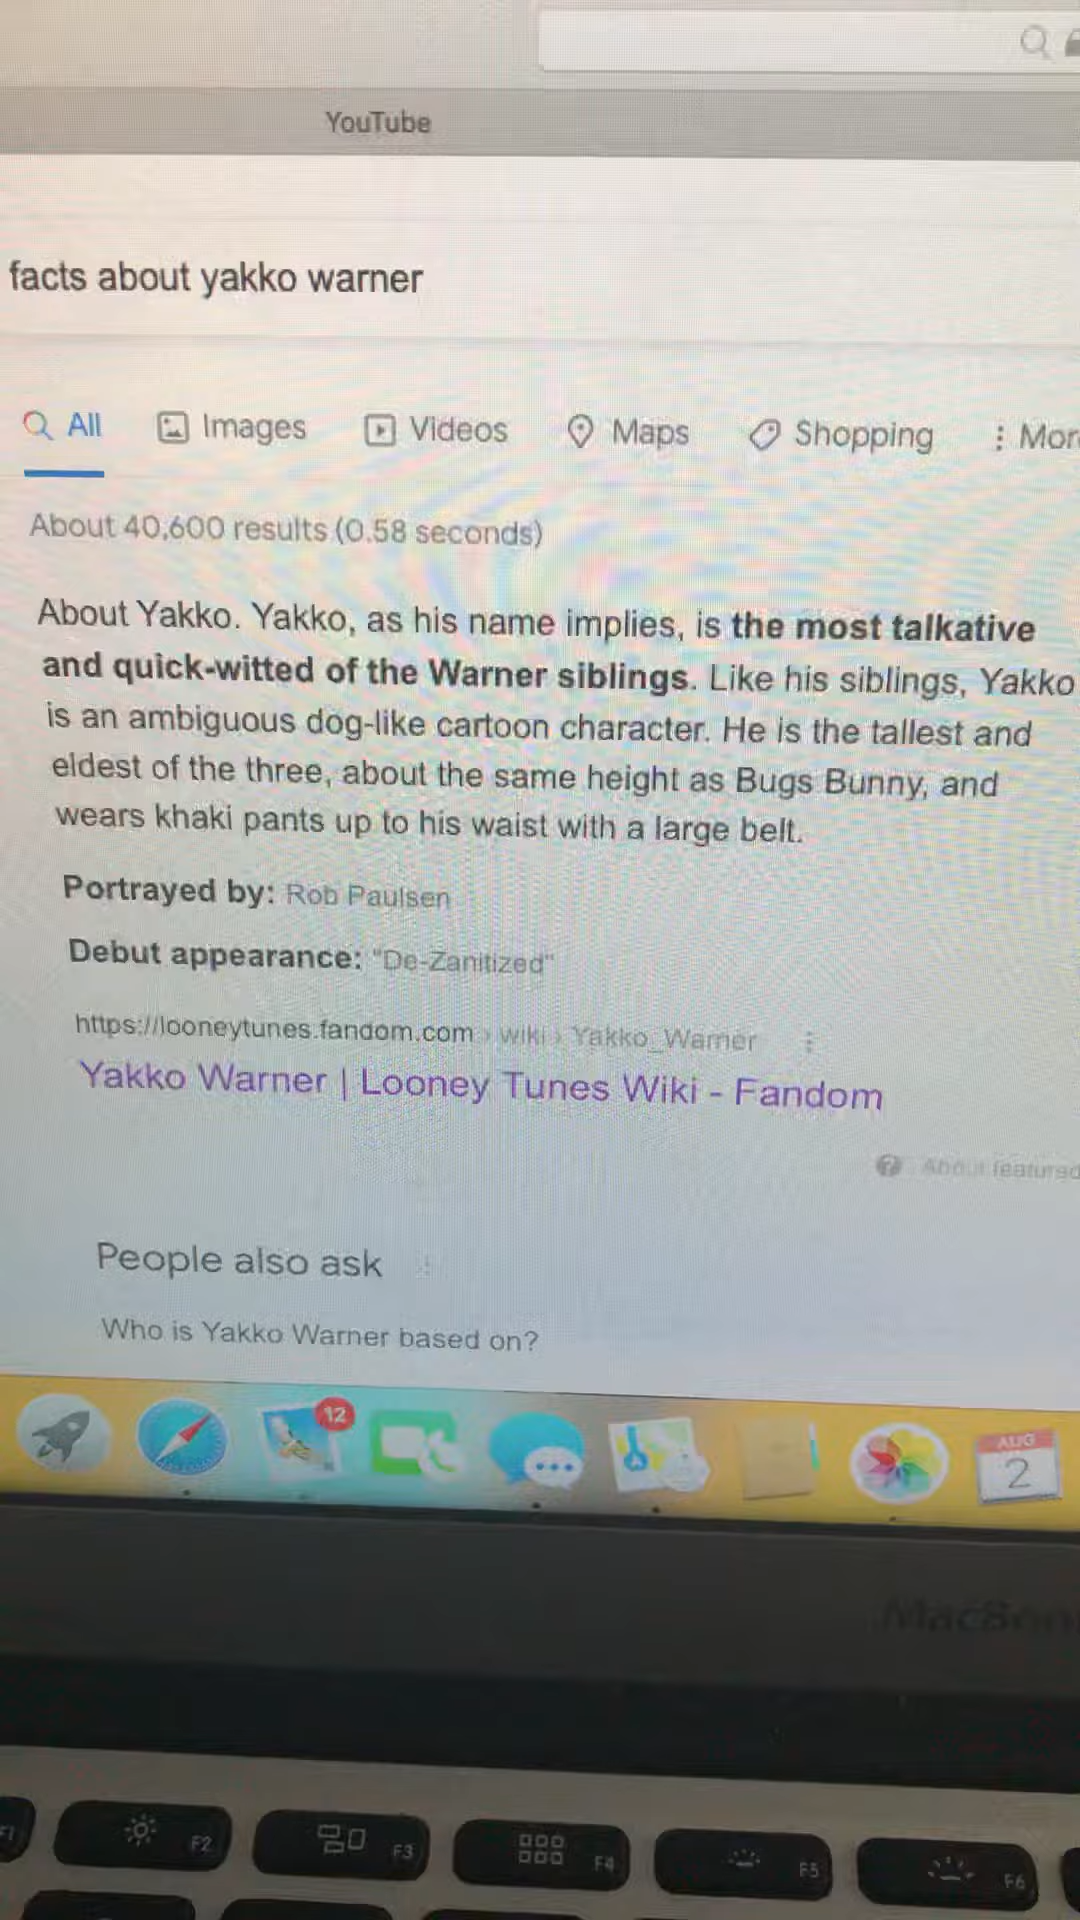 YouTube
facts about yakko warner
All Images Videos Maps Shopping Mor
About 40,600 results (0.58 seconds)
About Yakko. Yakko, as his name implies, is the most talkative
and quick-witted of the Warner siblings. Like his siblings, Yakko
is an ambiguous dog-like cartoon character. He is the tallest and
eldest of the three, about the same height as Bugs Bunny, and
wears khaki pants up to his waist with a large belt.
Portrayed by: Rob Paulsen
Debut appearance: "De-Zanitized"
https://looneytunes.fandom.com › wiki › Yakko_Warner
Yakko Warner | Looney Tunes Wiki - Fandom
About featured
People also ask
Who is Yakko Warner based on?
12
AUG
2
MacBoo
F1 F2 F3 F4 F5 F6